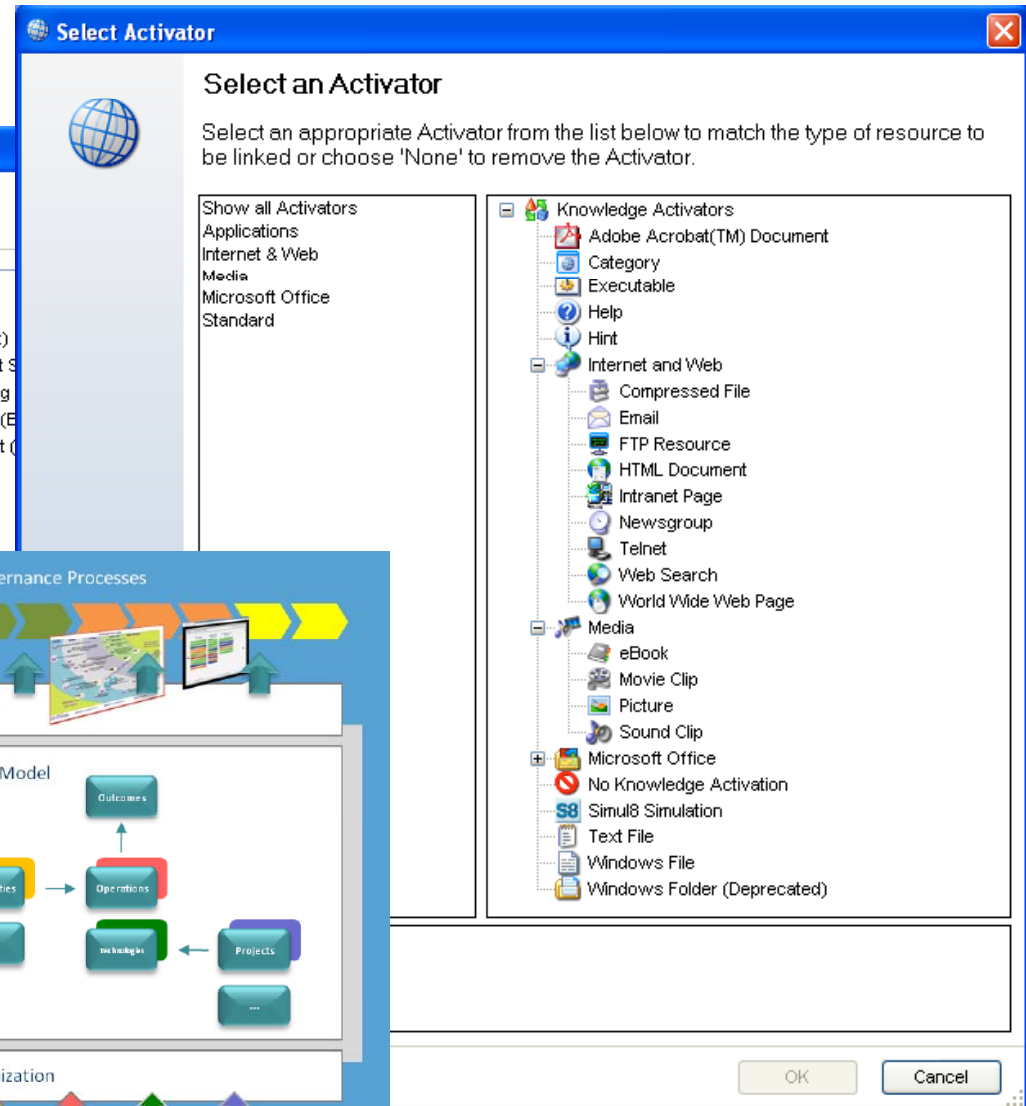 Select Activator
Select an Activator
Select an appropriate Activator from the list below to match the type of resource to
be linked or choose 'None' to remove the Activator.
Show all Activators
Applications
Internet & Web
Media
Microsoft Office
Standard
Knowledge Activators
Adobe Acrobat(TM) Document
Category
Executable
Help
Hint
Internet and Web
Compressed File
Email
FTP Resource
HTML Document
Intranet Page
Newsgroup
Telnet
Web Search
World Wide Web Page
Media
eBook
Movie Clip
Picture
Sound Clip
Microsoft Office
No Knowledge Activation
S8 Simul8 Simulation
Text File
Windows File
Windows Folder (Deprecated)
OK
Cancel
Processes
Model
Outcomes
Operations
Technologies
Projects
...